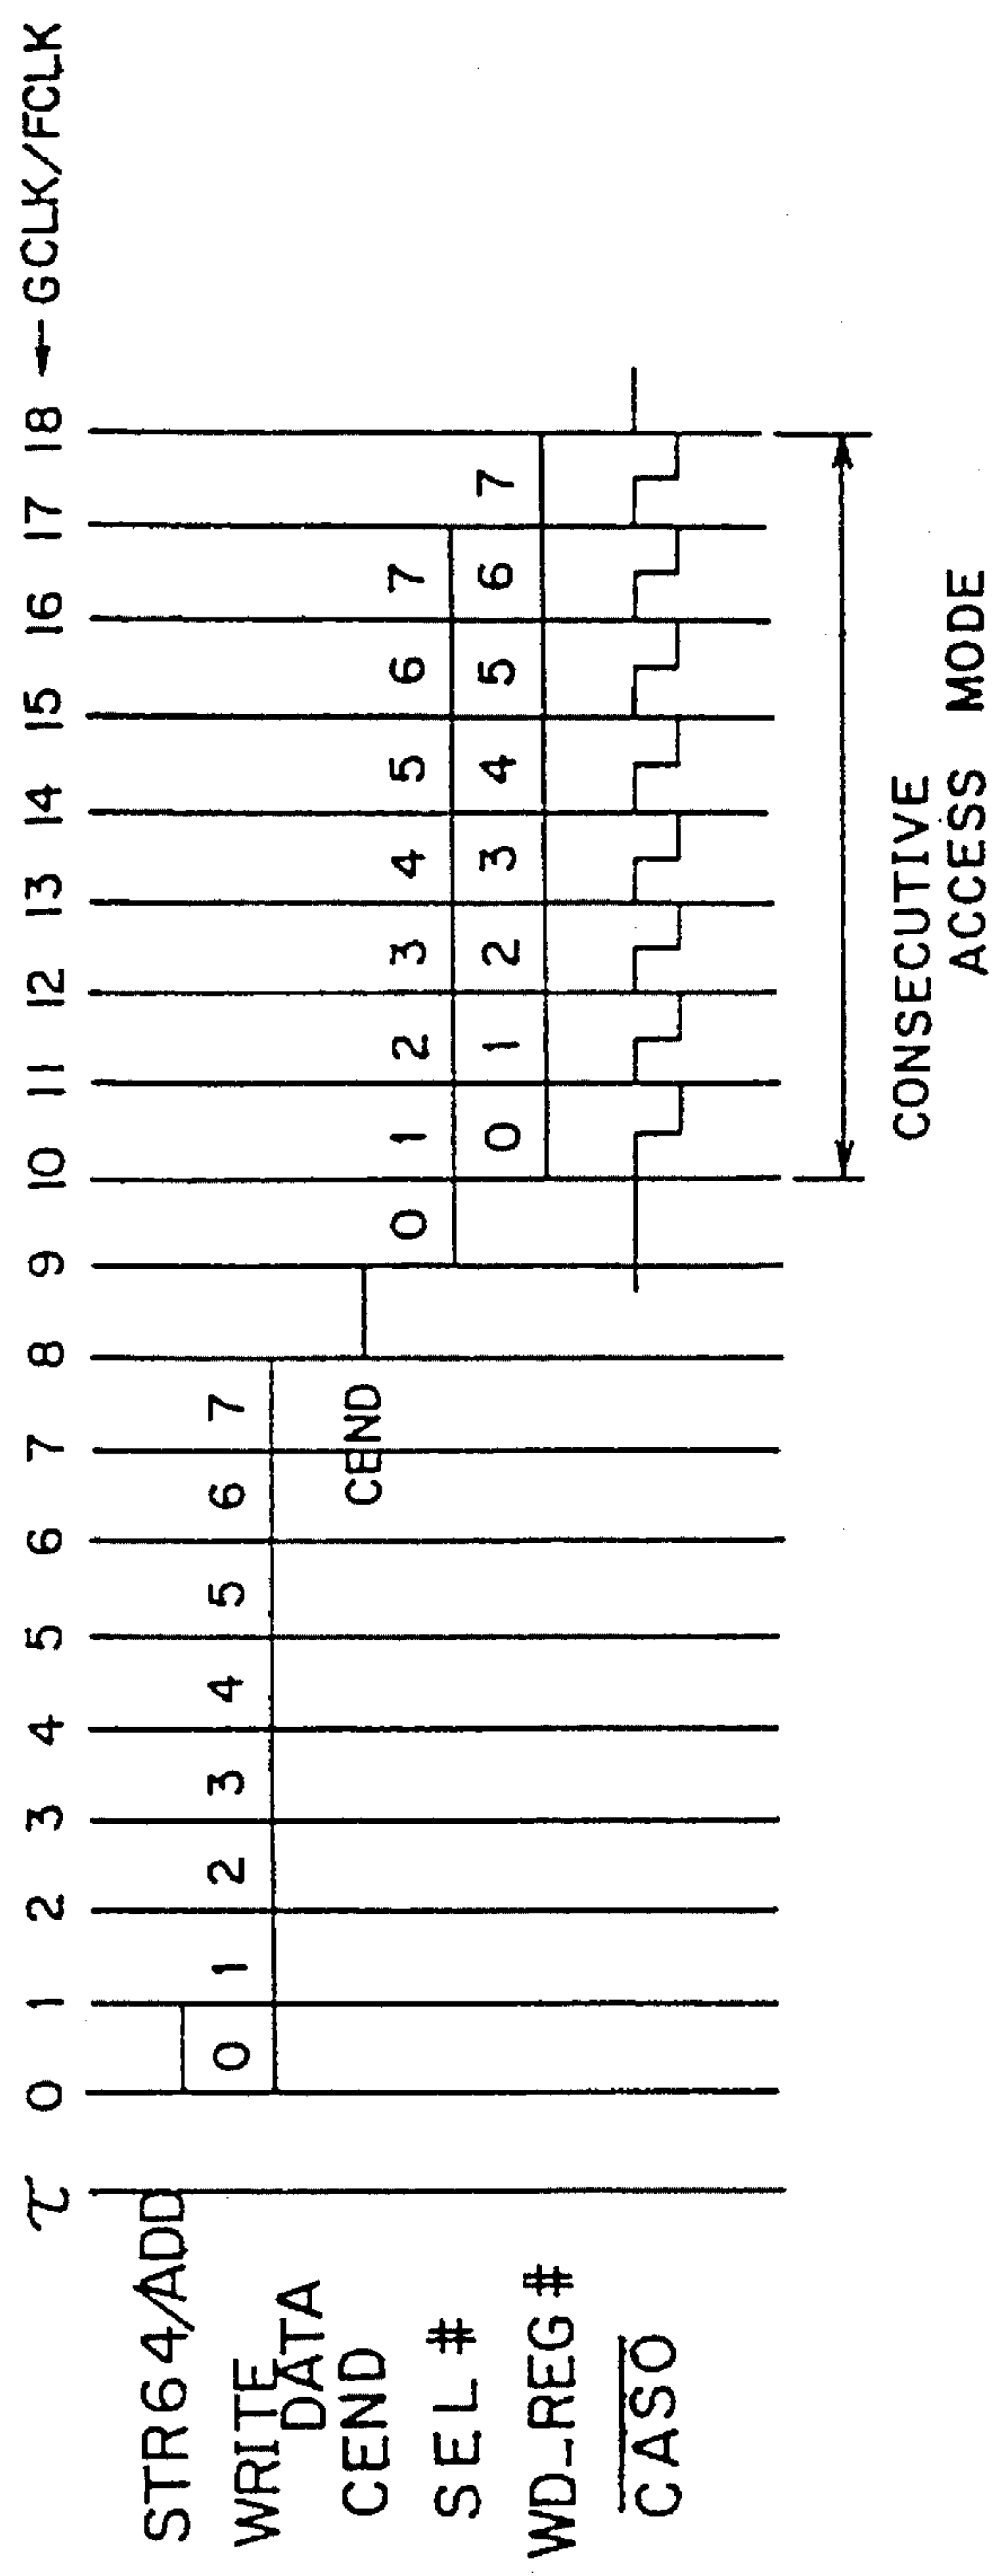 τ 0 1 2 3 4 5 6 7 8 9 10 11 12 13 14 15 16 17 18 ← GCLK/FCLK
STR64/ADD
WRITE DATA 0 1 2 3 4 5 6 7
CEND CEND
SEL# 0 1 2 3 4 5 6 7
WD_REG# 0 1 2 3 4 5 6 7
CASO
CONSECUTIVE
ACCESS MODE